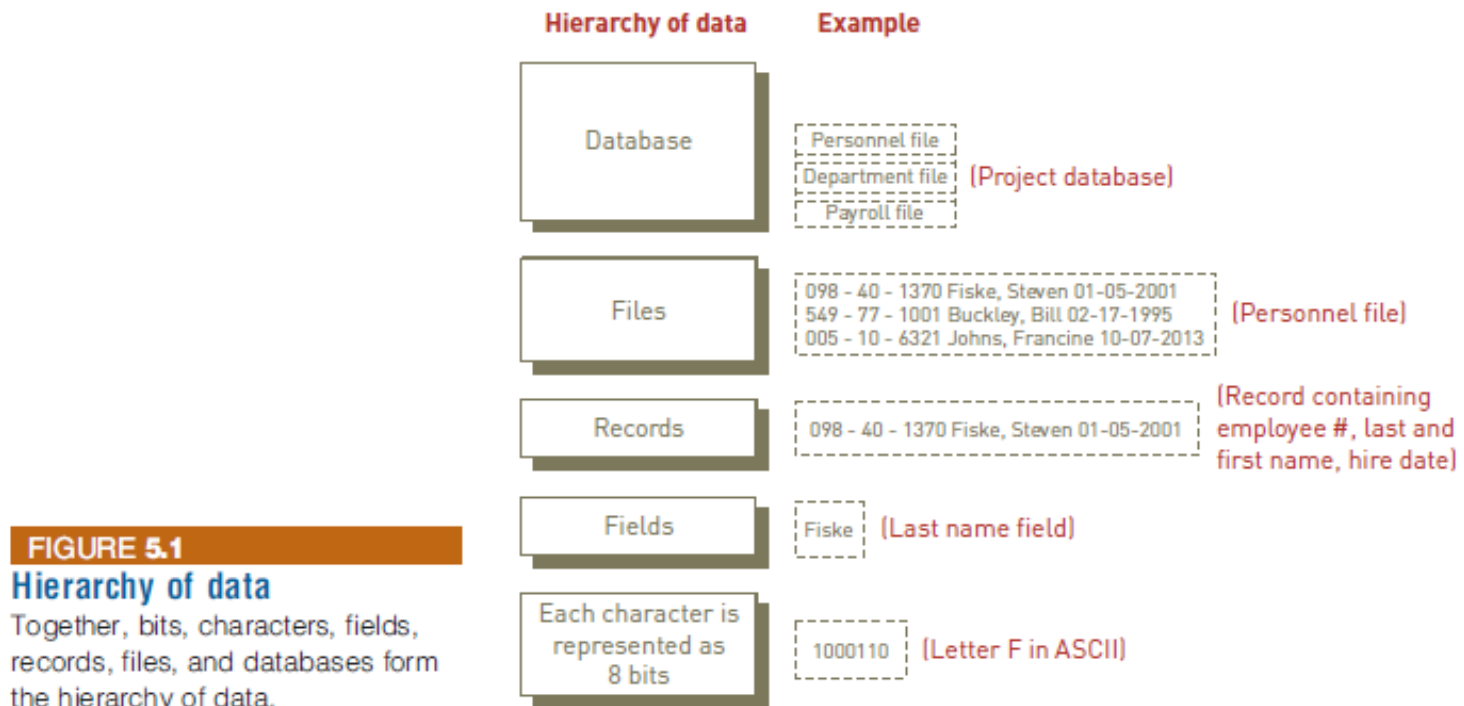 Hierarchy of data Example
Database
Personnel file
Department file
Payroll file
(Project database)
Files
098 - 40 - 1370 Fiske, Steven 01-05-2001
549 - 77 - 1001 Buckley, Bill 02-17-1995
005 - 10 - 6321 Johns, Francine 10-07-2013
(Personnel file)
Records
098 - 40 - 1370 Fiske, Steven 01-05-2001
(Record containing
employee #, last and
first name, hire date)
Fields
Fiske
(Last name field)
Each character is
represented as
8 bits
1000110
(Letter F in ASCII)
FIGURE 5.1
Hierarchy of data
Together, bits, characters, fields,
records, files, and databases form
the hierarchy of data.